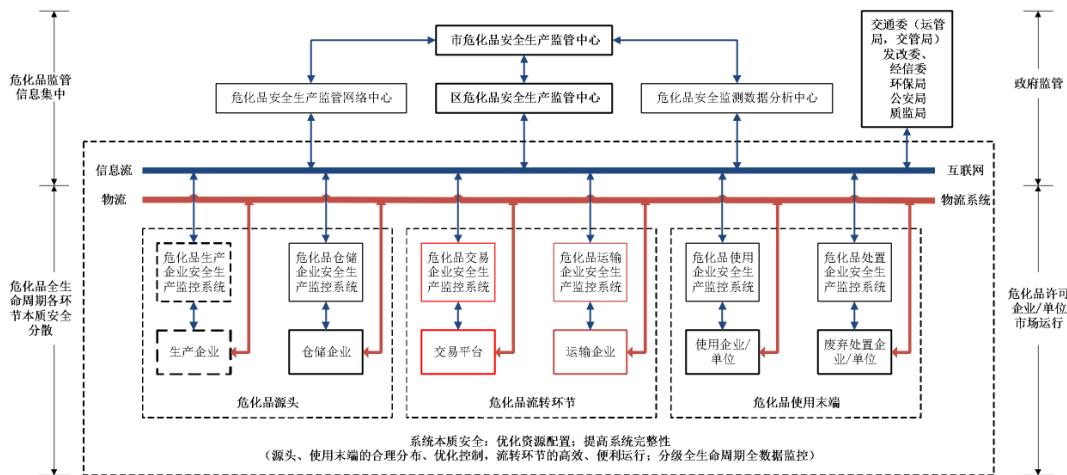 市危化品安全生产监管中心
交通委（运管
局，交管局）
发改委、
经信委
环保局
公安局
质监局
危化品监管
信息集中
政府监管
危化品安全生产监管网络中心
区危化品安全生产监管中心
危化品安全监测数据分析中心
信息流
互联网
物流
物流系统
危化品生产
企业安全生
产监控系统
危化品仓储
企业安全生
产监控系统
危化品交易
企业安全生
产监控系统
危化品运输
企业安全生
产监控系统
危化品使用
企业安全生
产监控系统
危化品处置
企业安全生
产监控系统
危化品全生
命周期各环
节本质安全
分散
危化品许可
企业/单位
市场运行
生产企业
仓储企业
交易平台
运输企业
使用企业/
单位
废弃处置企
业/单位
危化品源头
危化品流转环节
危化品使用末端
系统本质安全：优化资源配置；提高系统完整性
（源头、使用末端的合理分布、优化控制，流转环节的高效、便利运行；分级全生命周期全数据监控）